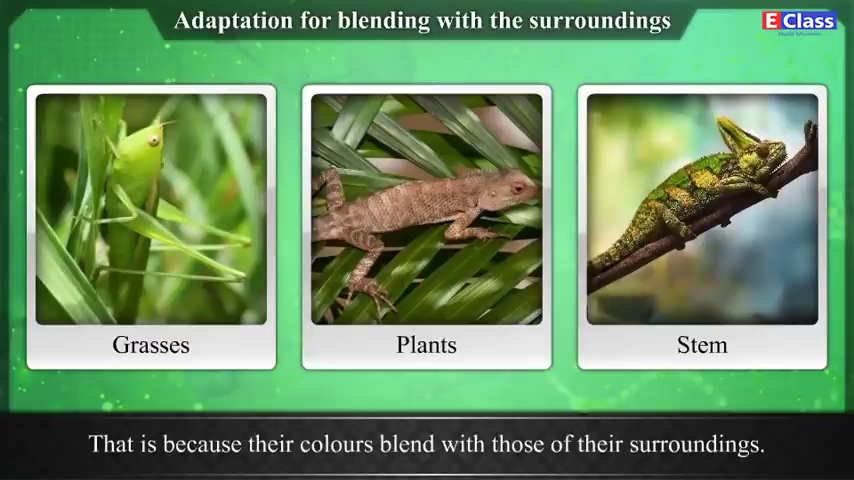 Adaptation for blending with the surroundings
E Class
Grasses
Plants
Stem
That is because their colours blend with those of their surroundings.